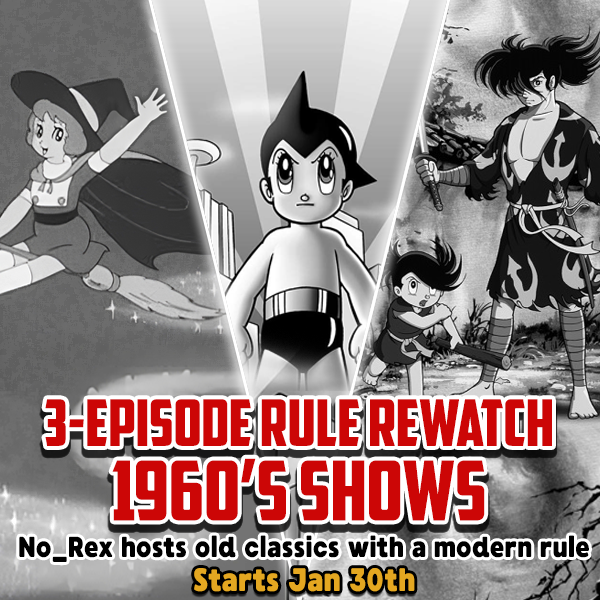 3-EPISODE RULE REWATCH
1960'S SHOWS
No_Rex hosts old classics with a modern rule
Starts Jan 30th